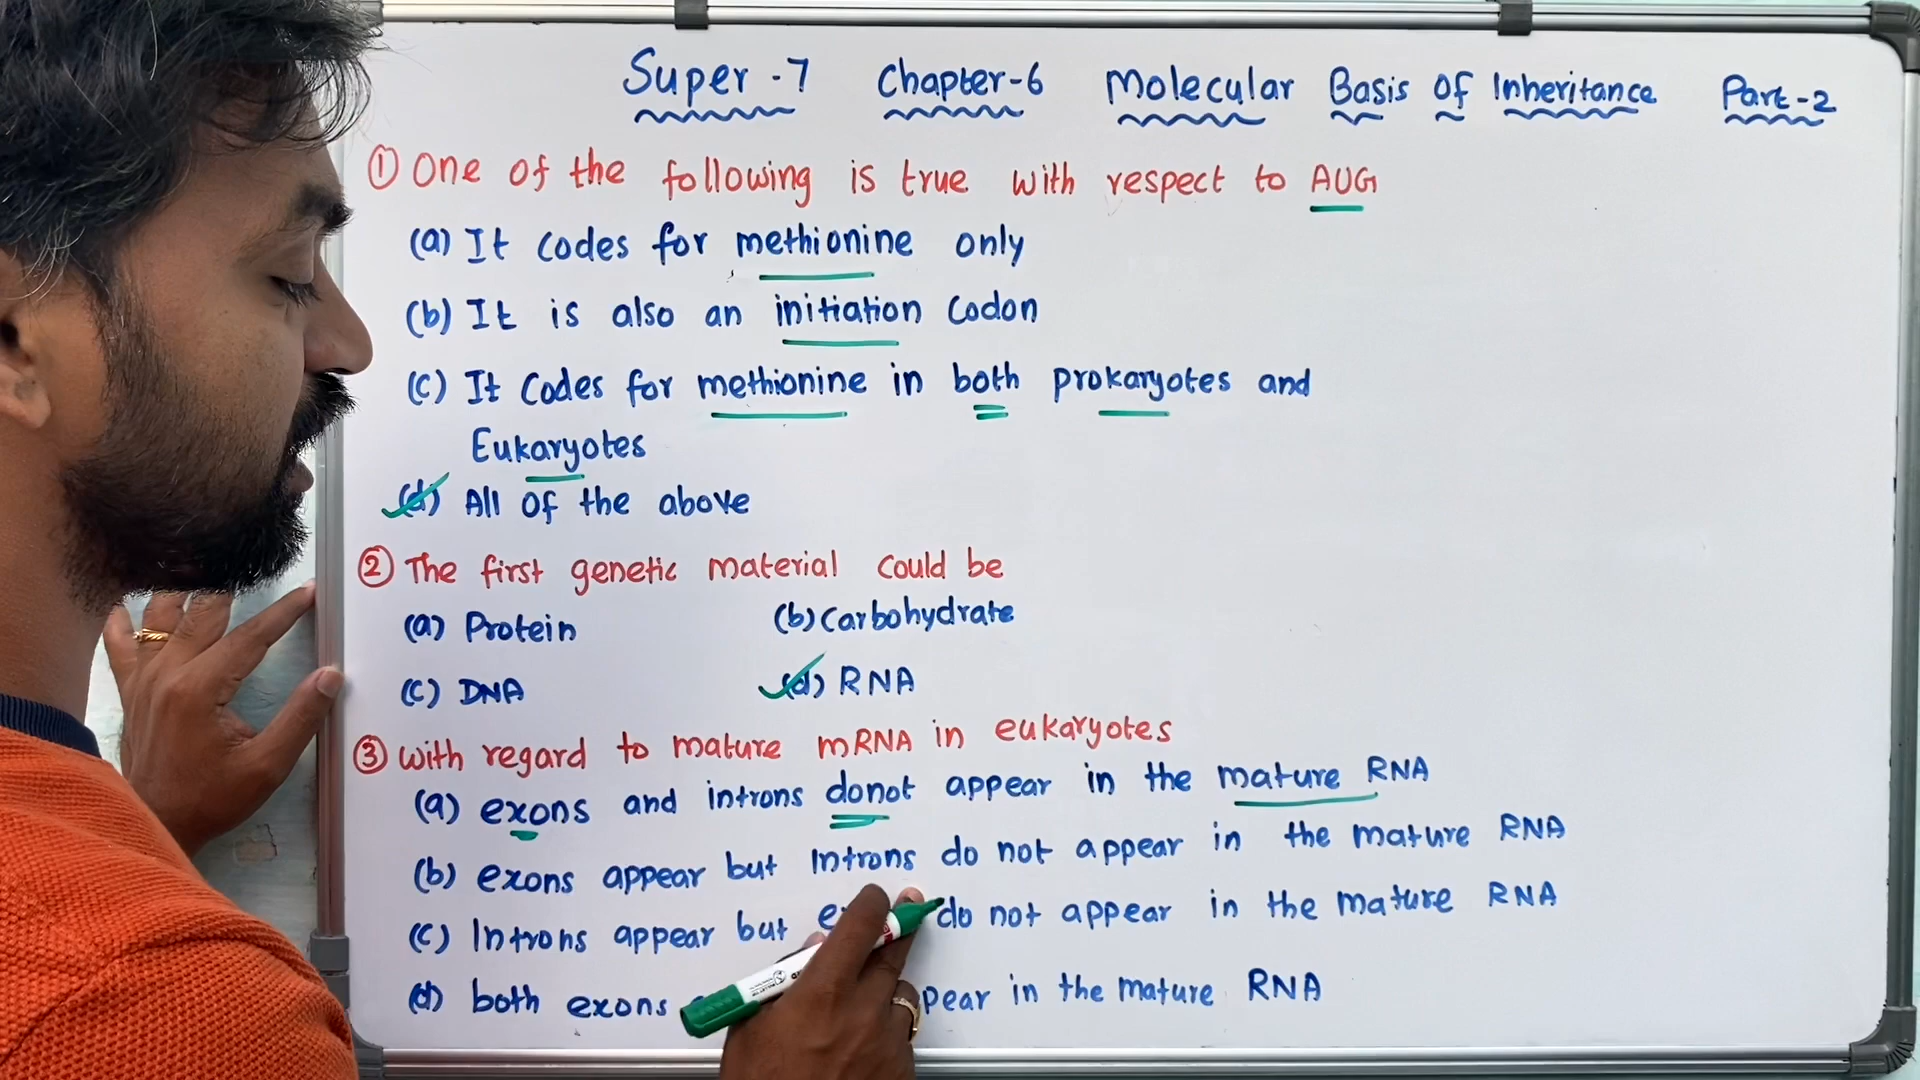 Super-7 Chapter-6 Molecular Basis of Inheritance Part-2
① One of the following is true with respect to AUG
(a) It codes for methionine only
(b) It is also an initiation codon
(c) It codes for methionine in both prokaryotes and
Eukaryotes
(d) All of the above
② The first genetic material could be
(a) Protein (b) Carbohydrate
(c) DNA (d) RNA
③ With regard to mature mRNA in eukaryotes
(a) exons and introns donot appear in the mature RNA
(b) exons appear but Introns do not appear in the mature RNA
(c) Introns appear but do not appear in the mature RNA
(d) both exons in the mature RNA